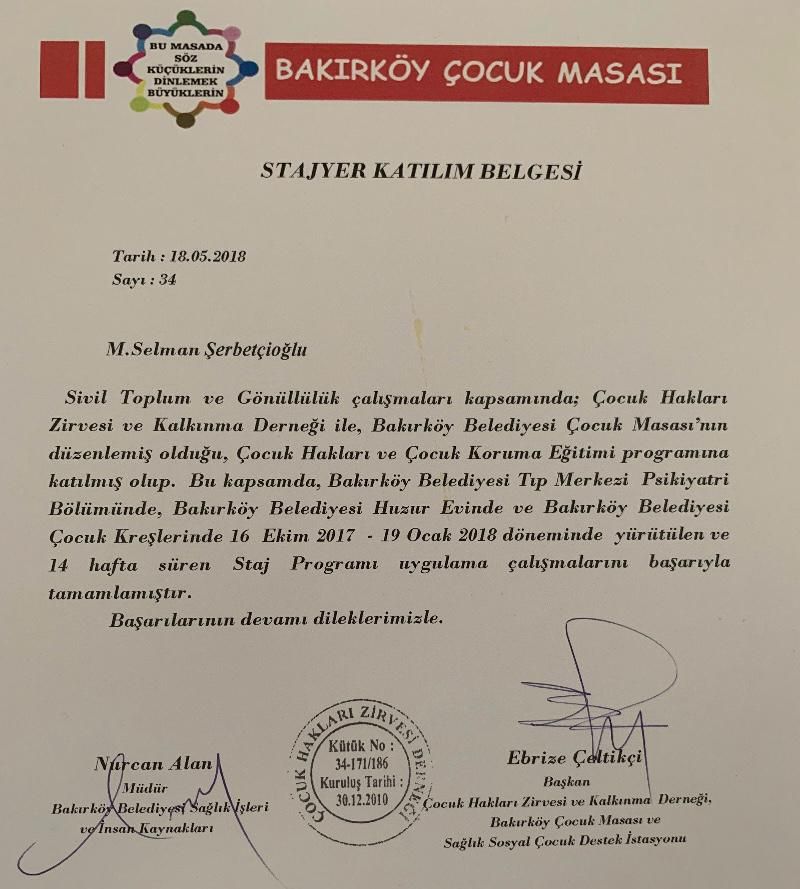 BU MASADA
SÖZ
KÜÇÜKLERİN
DİNLEMEK
BÜYÜKLERİN
BAKIRKÖY ÇOCUK MASASI
STAJYER KATILIM BELGESİ
Tarih : 18.05.2018
Sayı : 34
M.Selman Şerbetçioğlu
Sivil Toplum ve Gönüllülük çalışmaları kapsamında; Çocuk Hakları
Zirvesi ve Kalkınma Derneği ile, Bakırköy Belediyesi Çocuk Masası'nın
düzenlemiş olduğu, Çocuk Hakları ve Çocuk Koruma Eğitimi programına
katılmış olup. Bu kapsamda, Bakırköy Belediyesi Tıp Merkezi Psikiyatri
Bölümünde, Bakırköy Belediyesi Huzur Evinde ve Bakırköy Belediyesi
Çocuk Kreşlerinde 16 Ekim 2017 - 19 Ocak 2018 döneminde yürütülen ve
14 hafta süren Staj Programı uygulama çalışmalarını başarıyla
tamamlamıştır.
Başarılarının devamı dileklerimizle.
Nurcan Alan
Müdür
Bakırköy Belediyesi Sağlık İşleri
ve İnsan Kaynakları
ÇOCUK HAKLARI ZİRVESİ DERNEĞİ
Kütük No :
34-171/186
Kuruluş Tarihi :
30.12.2010
Ebrize Çeltikçi
Başkan
Çocuk Hakları Zirvesi ve Kalkınma Derneği,
Bakırköy Çocuk Masası ve
Sağlık Sosyal Çocuk Destek İstasyonu